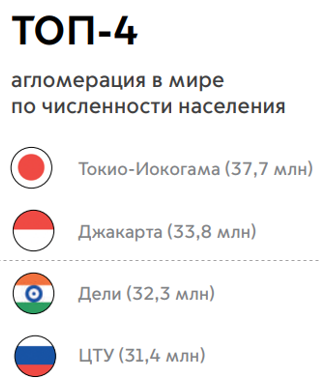 ТОП-4
агломерация в мире
по численности населения
Токио-Иокогама (37,7 млн)
Джакарта (33,8 млн)
Дели (32,3 млн)
ЦТУ (31,4 млн)